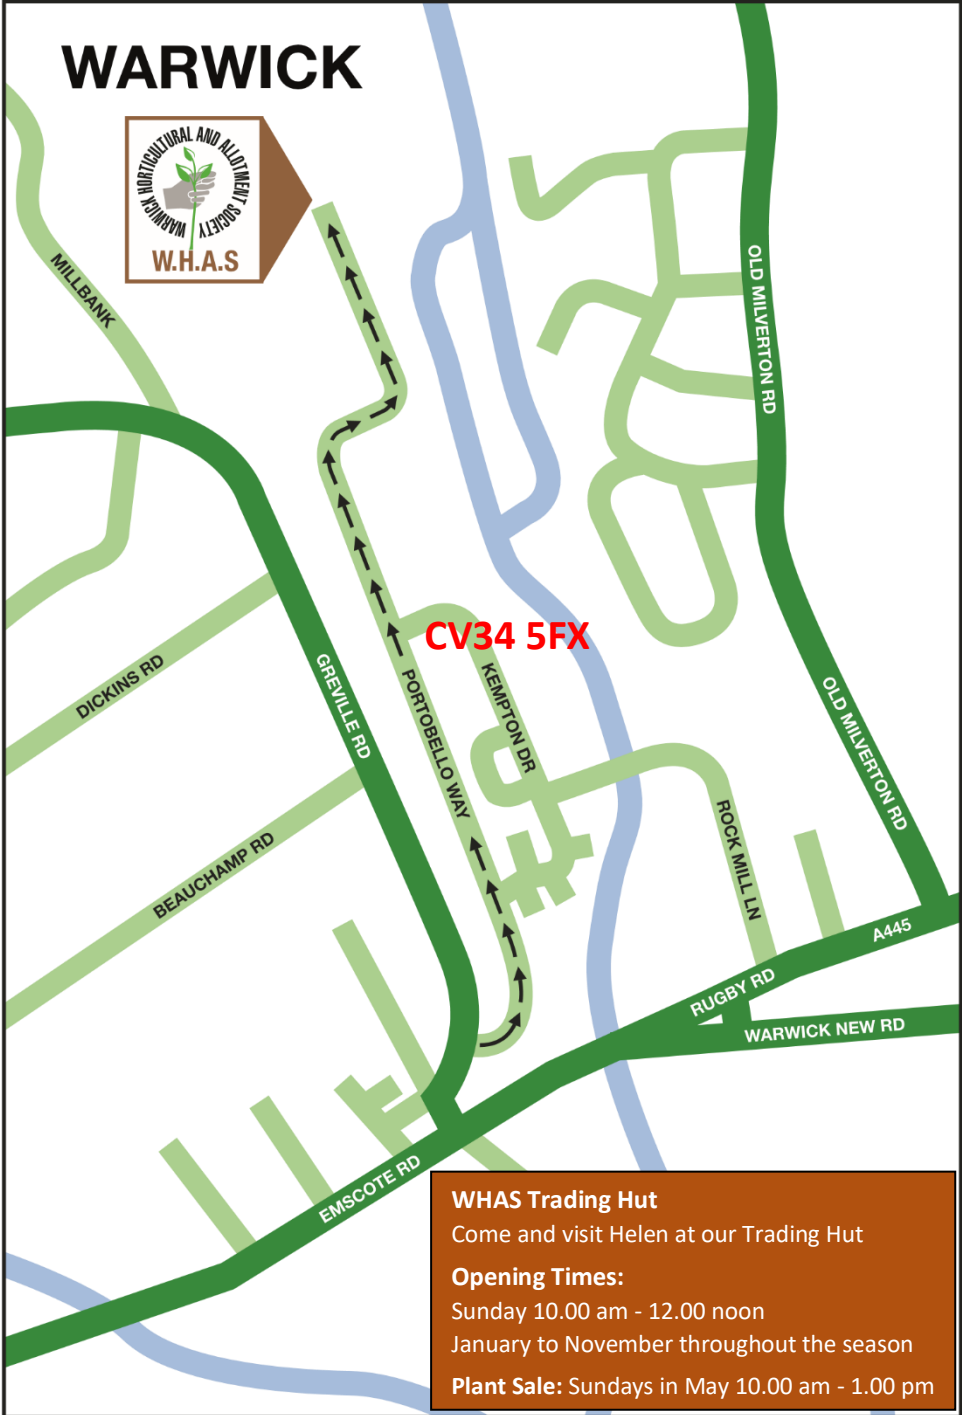 WARWICK
WARWICK HORTICULTURAL AND ALLOTMENT SOCIETY
W.H.A.S
MILLBANK
OLD MILVERTON RD
CV34 5FX
DICKINS RD
GREVILLE RD
PORTOBELLO WAY
KEMPTON DR
OLD MILVERTON RD
BEAUCHAMP RD
ROCK MILL LN
A445
RUGBY RD
WARWICK NEW RD
EMSCOTE RD
WHAS Trading Hut
Come and visit Helen at our Trading Hut
Opening Times:
Sunday 10.00 am - 12.00 noon
January to November throughout the season
Plant Sale: Sundays in May 10.00 am - 1.00 pm